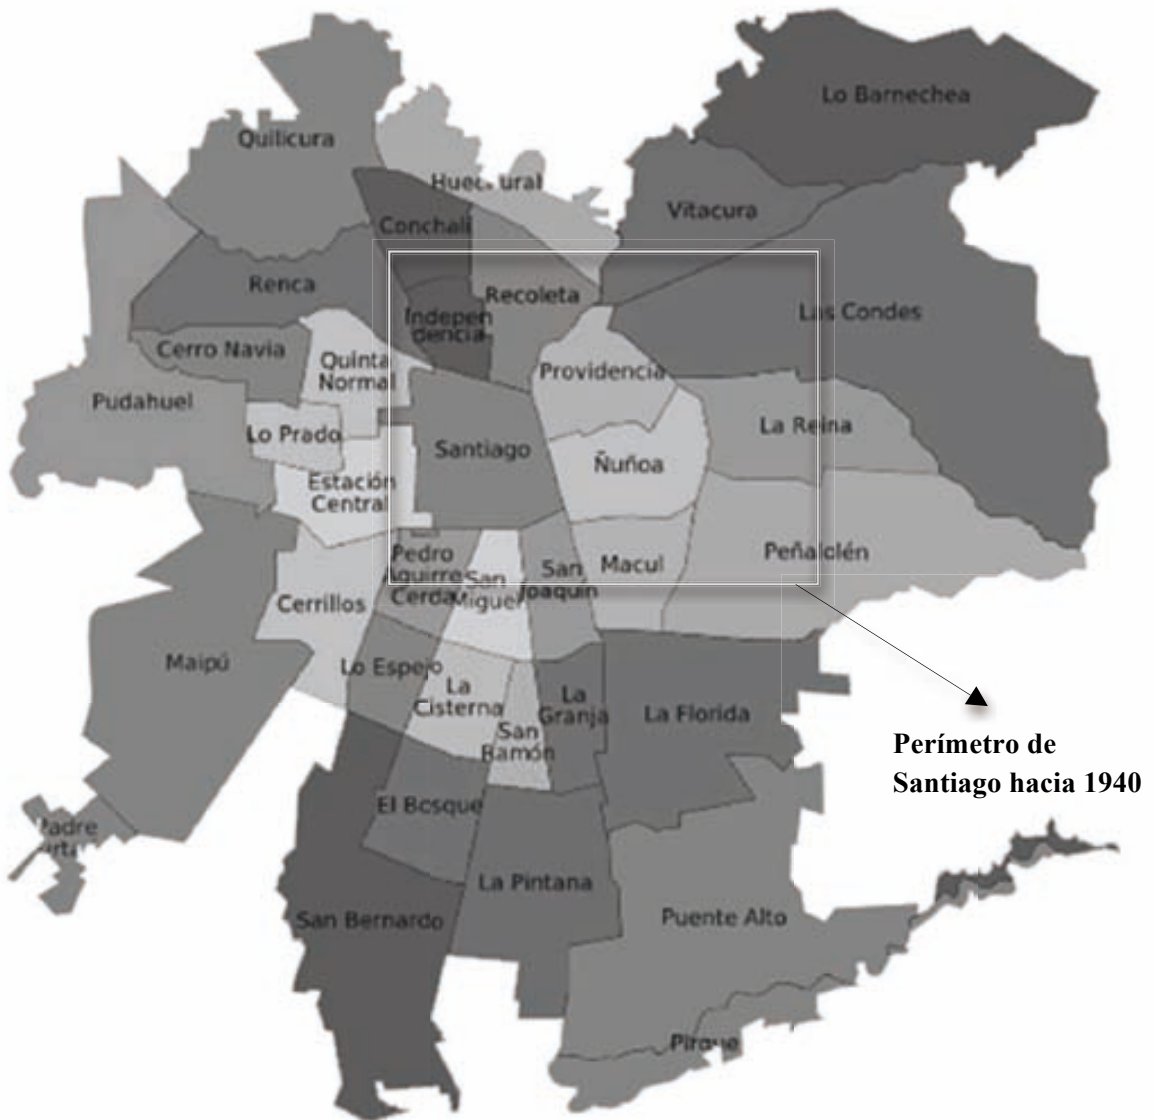 Lo Barnechea
Quilicura
Vitacura
Conchalí
Renca
Recoleta
Indepen
dencia
Las Condes
Cerro Navia
Quinta
Normal
Providencia
Pudahuel
La Reina
Lo Prado
Santiago
Ñuñoa
Estación
Central
Pedro
Aguirre
Cerda
San
Miguel
San
Joaquín
Macul
Peñalolén
Cerrillos
Maipú
Lo Espejo
La
Cisterna
La
Granja
La Florida
San
Ramón
Perímetro de
Santiago hacia 1940
El Bosque
La Pintana
San Bernardo
Puente Alto
Pirque